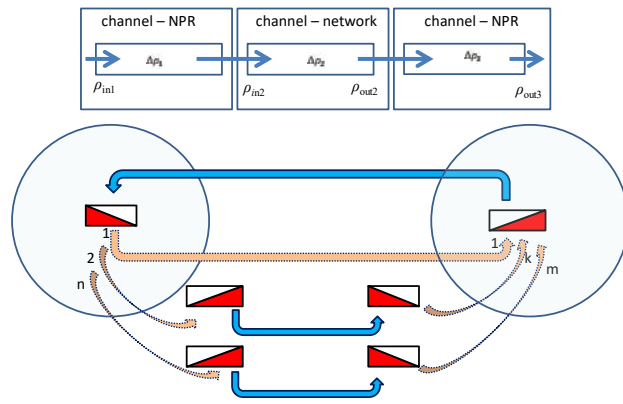 channel – NPR
channel – network
channel – NPR
Δρ₁
Δρ₂
Δρ₃
ρin1
ρin2
ρout2
ρout3
1
2
n
1
k
m